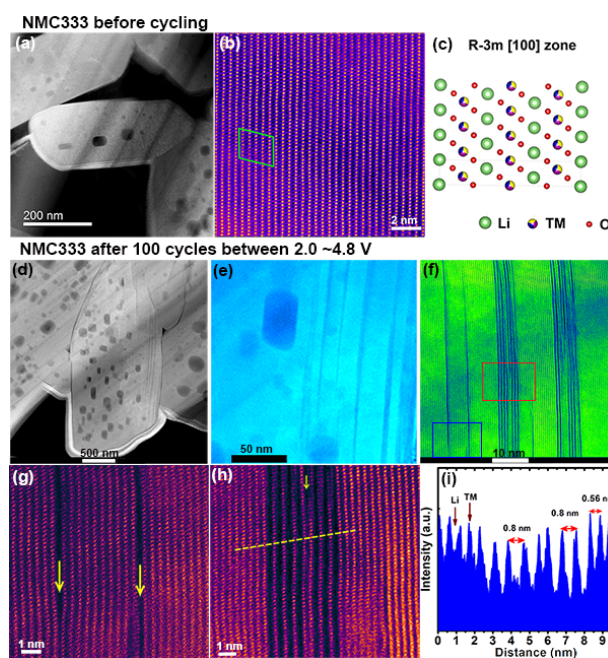 NMC333 before cycling
(a)
200 nm
(b)
2 nm
(c)
R-3m [100] zone
Li
TM
O
NMC333 after 100 cycles between 2.0 ~4.8 V
(d)
500 nm
(e)
50 nm
(f)
10 nm
(g)
1 nm
(h)
1 nm
(i)
Intensity (a.u.)
Li
TM
0.8 nm
0.8 nm
0.56 n
0 1 2 3 4 5 6 7 8 9
Distance (nm)